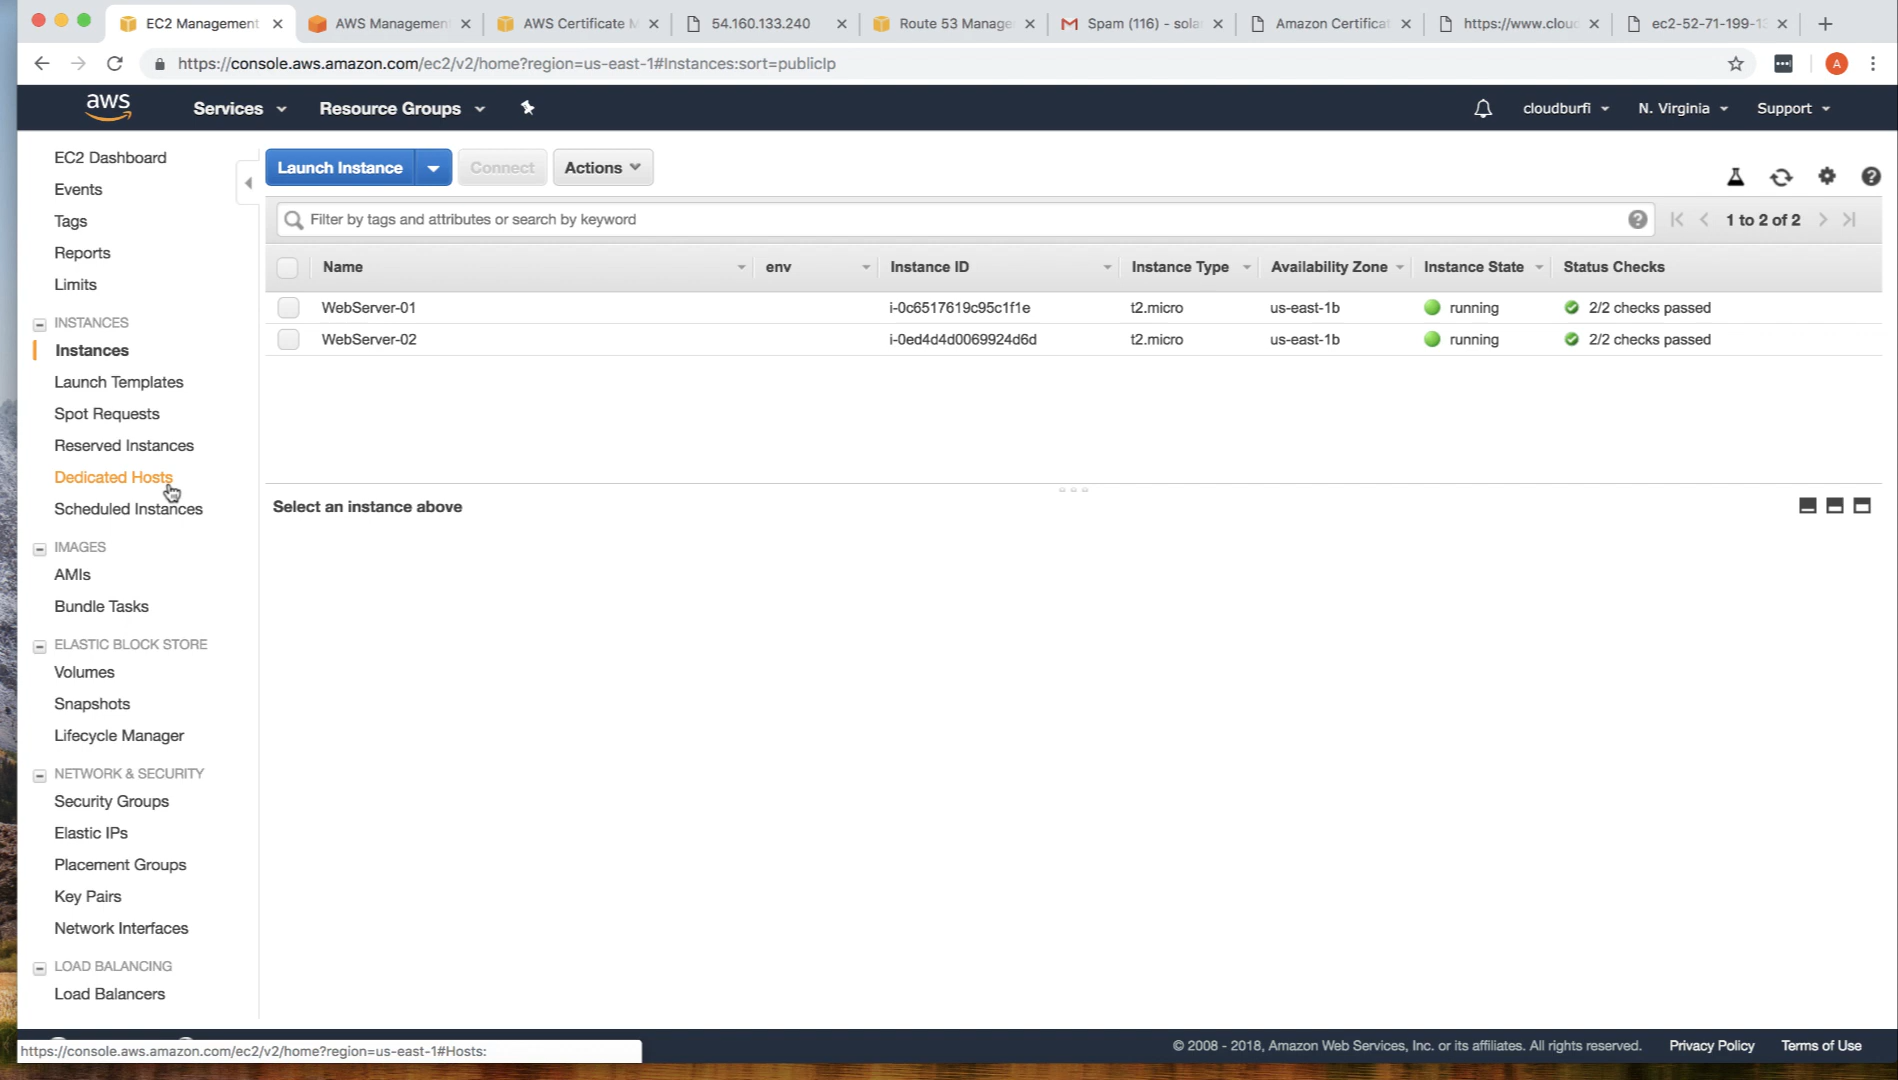 EC2 Management
AWS Management
AWS Certificate M
54.160.133.240
Route 53 Manage
Spam (116) - sola
Amazon Certificat
https://www.clou
ec2-52-71-199-1
https://console.aws.amazon.com/ec2/v2/home?region=us-east-1#Instances:sort=publicIp
A
aws
Services
Resource Groups
cloudburfi
N. Virginia
Support
EC2 Dashboard
Events
Tags
Reports
Limits
INSTANCES
Instances
Launch Templates
Spot Requests
Reserved Instances
Dedicated Hosts
Scheduled Instances
IMAGES
AMIs
Bundle Tasks
ELASTIC BLOCK STORE
Volumes
Snapshots
Lifecycle Manager
NETWORK & SECURITY
Security Groups
Elastic IPs
Placement Groups
Key Pairs
Network Interfaces
LOAD BALANCING
Load Balancers
Launch Instance
Connect
Actions
Filter by tags and attributes or search by keyword
1 to 2 of 2
Name env Instance ID Instance Type Availability Zone Instance State Status Checks
WebServer-01 i-0c6517619c95c1f1e t2.micro us-east-1b running 2/2 checks passed
WebServer-02 i-0ed4d4d0069924d6d t2.micro us-east-1b running 2/2 checks passed
Select an instance above
https://console.aws.amazon.com/ec2/v2/home?region=us-east-1#Hosts:
© 2008 - 2018, Amazon Web Services, Inc. or its affiliates. All rights reserved.
Privacy Policy
Terms of Use